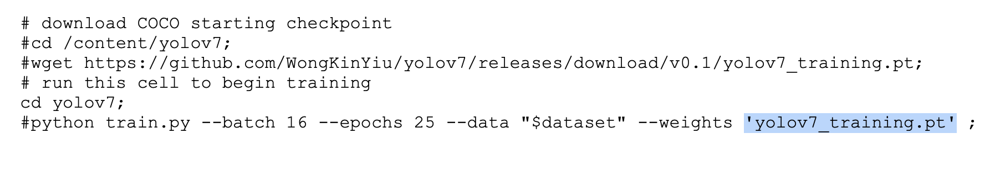 # download COCO starting checkpoint
#cd /content/yolov7;
#wget https://github.com/WongKinYiu/yolov7/releases/download/v0.1/yolov7_training.pt;
# run this cell to begin training
cd yolov7;
#python train.py --batch 16 --epochs 25 --data "$dataset" --weights 'yolov7_training.pt' ;